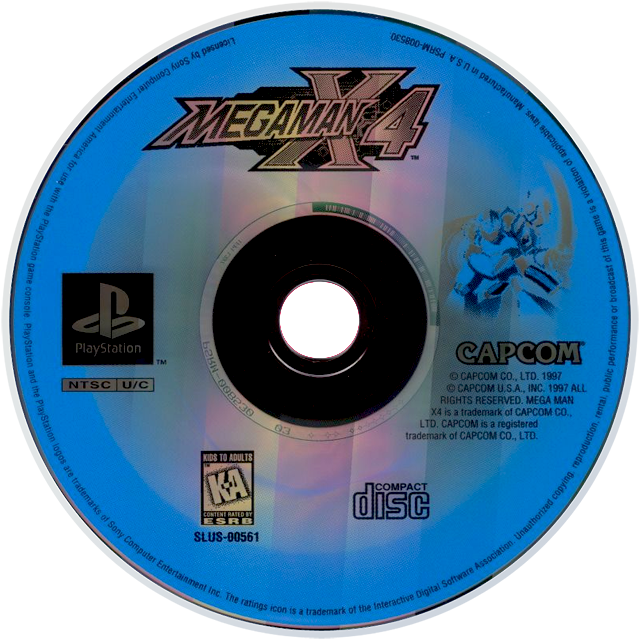 Licensed by Sony Computer Entertainment America for use with the PlayStation game console. PlayStation and the PlayStation logos are trademarks of Sony Computer Entertainment Inc. The ratings icon is a trademark of the Interactive Digital Software Association. Unauthorized copying, reproduction, rental, public performance or broadcast of this game is a violation of applicable laws. Manufactured in U.S.A. PSRM-009530.
MEGAMAN X4
TM
PlayStation
TM
NTSC U/C
CAPCOM
© CAPCOM CO., LTD. 1997
© CAPCOM U.S.A., INC. 1997 ALL
RIGHTS RESERVED. MEGA MAN
X4 is a trademark of CAPCOM CO.,
LTD. CAPCOM is a registered
trademark of CAPCOM CO., LTD.
KIDS TO ADULTS
TM
K-A
CONTENT RATED BY
ESRB
SLUS-00561
COMPACT
disc